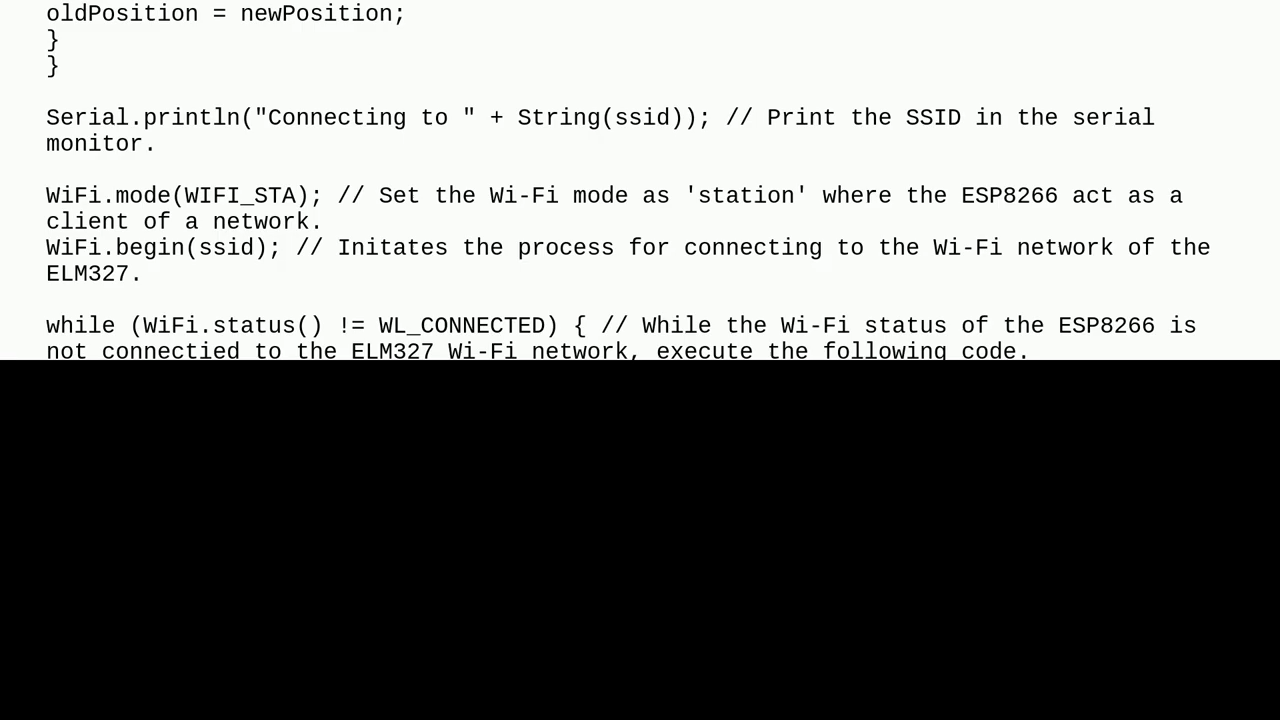 oldPosition = newPosition;
}
}
Serial.println("Connecting to " + String(ssid)); // Print the SSID in the serial
monitor.
WiFi.mode(WIFI_STA); // Set the Wi-Fi mode as 'station' where the ESP8266 act as a
client of a network.
WiFi.begin(ssid); // Initates the process for connecting to the Wi-Fi network of the
ELM327.
while (WiFi.status() != WL_CONNECTED) { // While the Wi-Fi status of the ESP8266 is
not connectied to the ELM327 Wi-Fi network, execute the following code.